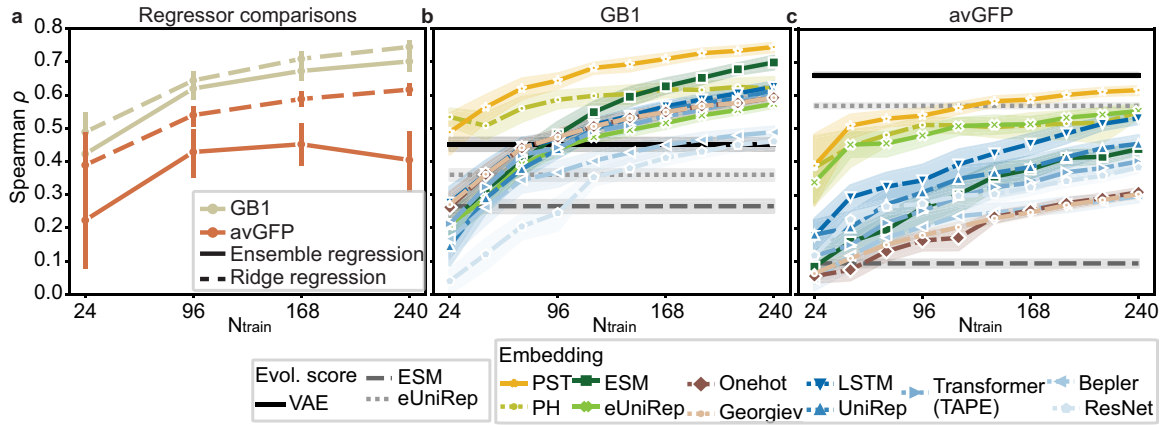 a Regressor comparisons
b GB1
c avGFP
Spearman ρ
0.8
0.7
0.6
0.5
0.4
0.3
0.2
0.1
0.0
GB1
avGFP
Ensemble regression
Ridge regression
24 96 168 240
Ntrain
24 96 168 240
Ntrain
24 96 168 240
Ntrain
Evol. score
VAE
ESM
eUniRep
Embedding
PST ESM Onehot LSTM Transformer (TAPE) Bepler
PH eUniRep Georgiev UniRep ResNet